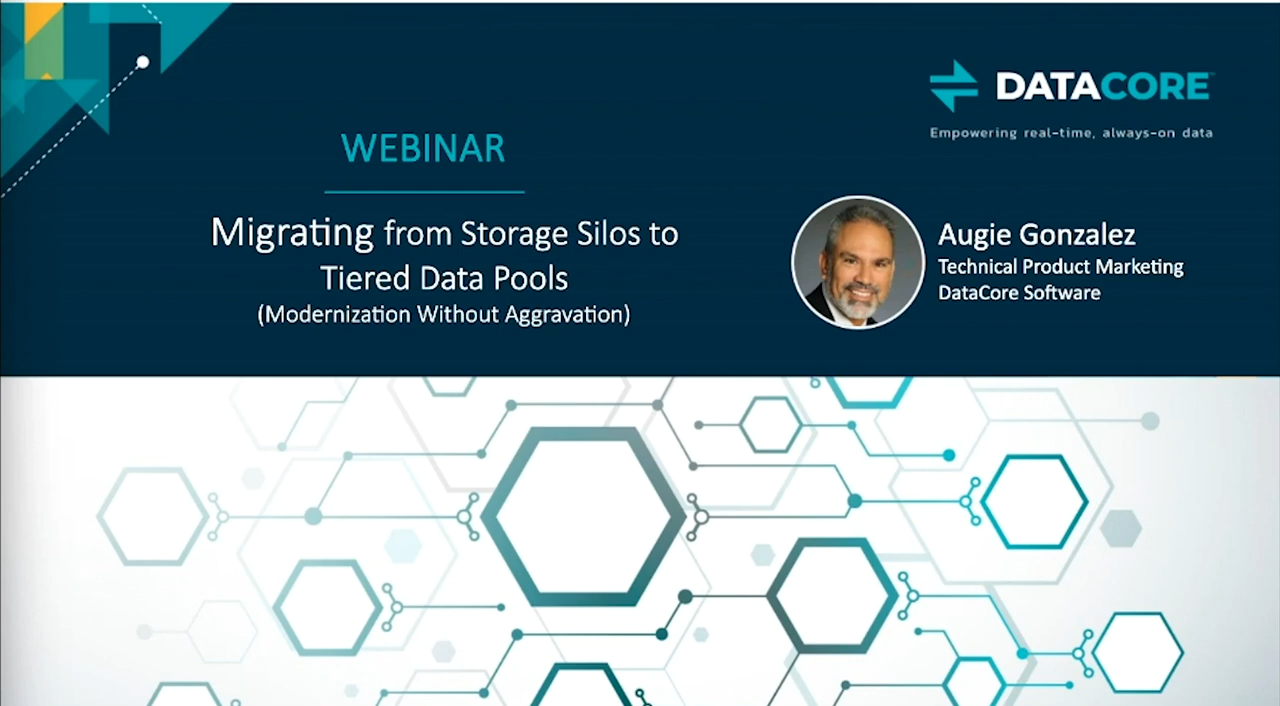 DATACORE
Empowering real-time, always-on data
WEBINAR
Migrating from Storage Silos to
Tiered Data Pools
(Modernization Without Aggravation)
Augie Gonzalez
Technical Product Marketing
DataCore Software